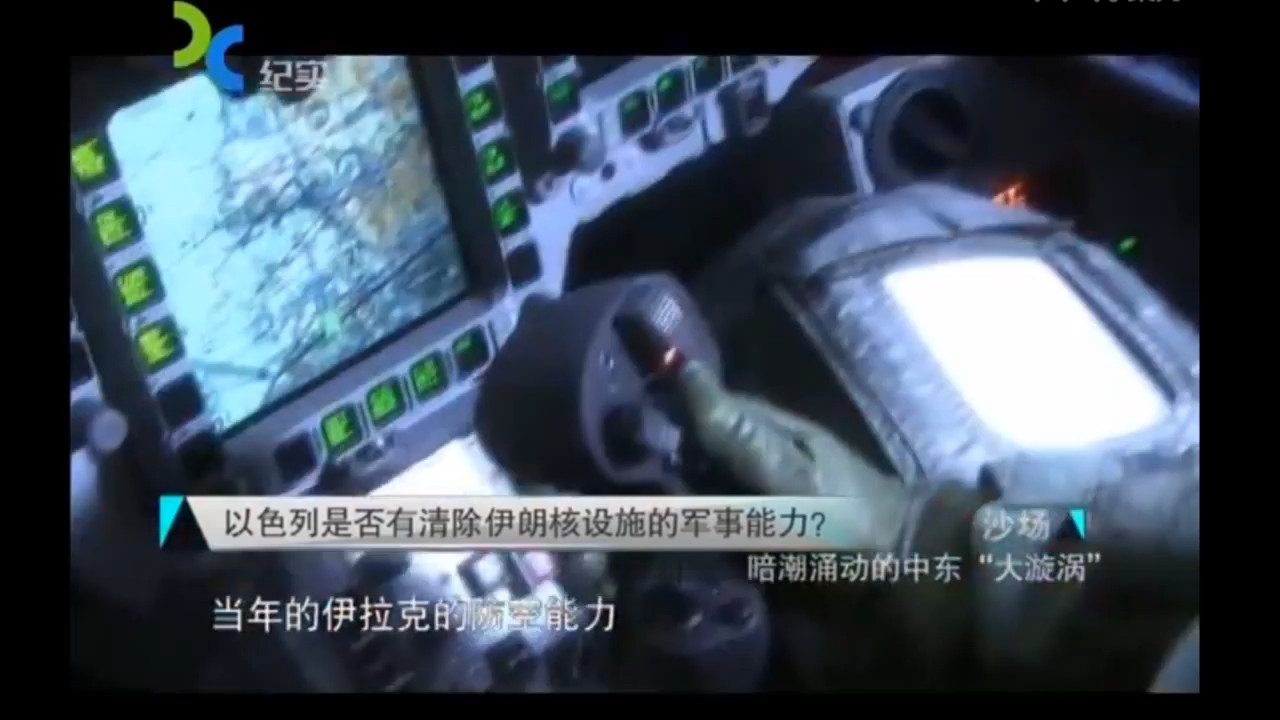 纪实
以色列是否有清除伊朗核设施的军事能力?
沙场
暗潮涌动的中东“大漩涡”
当年的伊拉克的防空能力